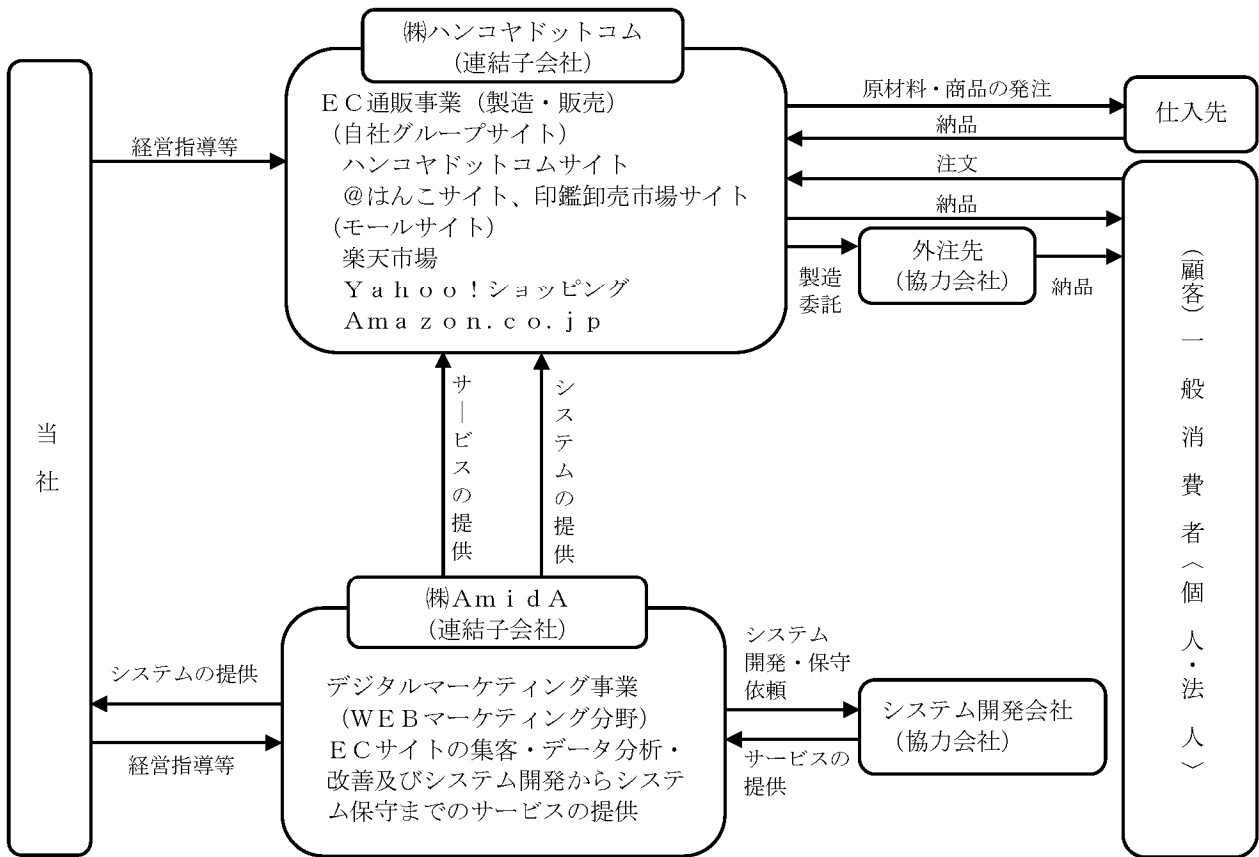 当社
経営指導等
㈱ハンコヤドットコム
(連結子会社)
EC通販事業(製造・販売)
(自社グループサイト)
ハンコヤドットコムサイト
@はんこサイト、印鑑卸売市場サイト
(モールサイト)
楽天市場
Yahoo!ショッピング
Amazon.co.jp
原材料・商品の発注
納品
仕入先
注文
納品
製造
委託
外注先
(協力会社)
納品
(顧客)一般消費者〈個人・法人〉
サービスの提供
システムの提供
㈱AmidA
(連結子会社)
システムの提供
経営指導等
デジタルマーケティング事業
(WEBマーケティング分野)
ECサイトの集客・データ分析・
改善及びシステム開発からシステ
ム保守までのサービスの提供
システム
開発・保守
依頼
サービスの
提供
システム開発会社
(協力会社)